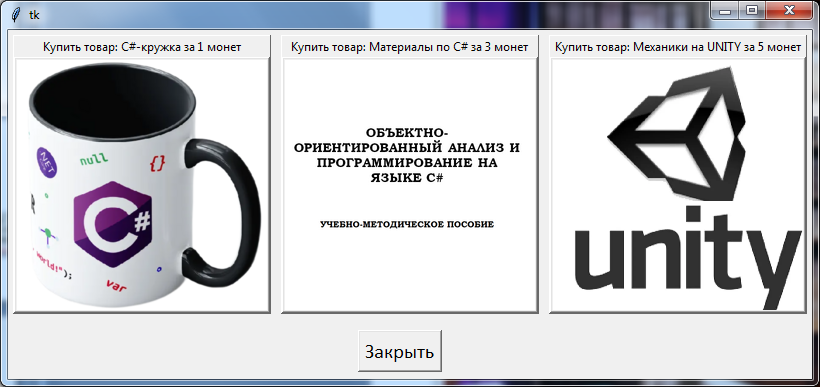 tk
Купить товар: C#-кружка за 1 монет
Купить товар: Материалы по C# за 3 монет
Купить товар: Механики на UNITY за 5 монет
.NET
null
{}
C#
"orld!");
var
ОБЪЕКТНО-
ОРИЕНТИРОВАННЫЙ АНАЛИЗ И
ПРОГРАММИРОВАНИЕ НА
ЯЗЫКЕ C#
УЧЕБНО-МЕТОДИЧЕСКОЕ ПОСОБИЕ
unity
Закрыть